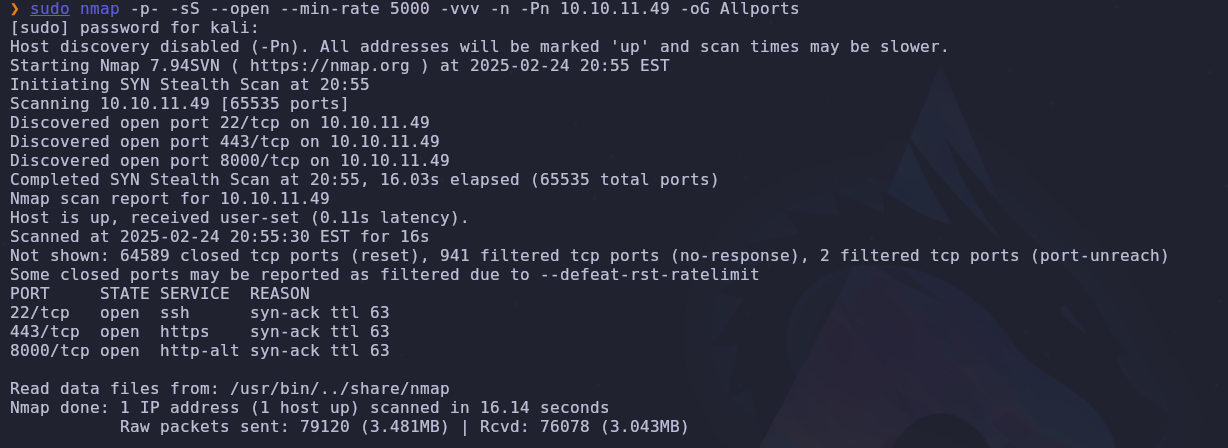 ❯ sudo nmap -p- -sS --open --min-rate 5000 -vvv -n -Pn 10.10.11.49 -oG Allports
[sudo] password for kali:
Host discovery disabled (-Pn). All addresses will be marked 'up' and scan times may be slower.
Starting Nmap 7.94SVN ( https://nmap.org ) at 2025-02-24 20:55 EST
Initiating SYN Stealth Scan at 20:55
Scanning 10.10.11.49 [65535 ports]
Discovered open port 22/tcp on 10.10.11.49
Discovered open port 443/tcp on 10.10.11.49
Discovered open port 8000/tcp on 10.10.11.49
Completed SYN Stealth Scan at 20:55, 16.03s elapsed (65535 total ports)
Nmap scan report for 10.10.11.49
Host is up, received user-set (0.11s latency).
Scanned at 2025-02-24 20:55:30 EST for 16s
Not shown: 64589 closed tcp ports (reset), 941 filtered tcp ports (no-response), 2 filtered tcp ports (port-unreach)
Some closed ports may be reported as filtered due to --defeat-rst-ratelimit
PORT     STATE SERVICE  REASON
22/tcp   open  ssh      syn-ack ttl 63
443/tcp  open  https    syn-ack ttl 63
8000/tcp open  http-alt syn-ack ttl 63
Read data files from: /usr/bin/../share/nmap
Nmap done: 1 IP address (1 host up) scanned in 16.14 seconds
           Raw packets sent: 79120 (3.481MB) | Rcvd: 76078 (3.043MB)